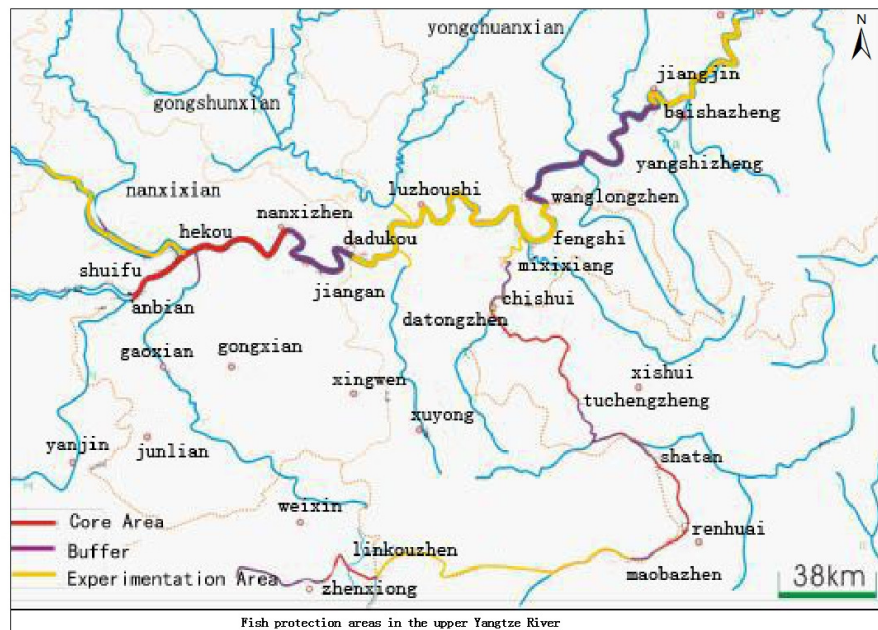 N
yongchuanxian
jiangjin
gongshunxian
baishazheng
yangshizheng
nanxixian
luzhoushi
wanglongzhen
nanxizhen
hekou
dadukou
fengshi
shuifu
mixixiang
jiangan
chishui
anbian
datongzhen
gaoxian
gongxian
xishui
xingwen
tuchengzheng
xuyong
yanjin
junlian
shatan
weixin
Core Area
renhuai
Buffer
linkouzhen
Experimentation Area
zhenxiong
maobazhen
38km
Fish protection areas in the upper Yangtze River